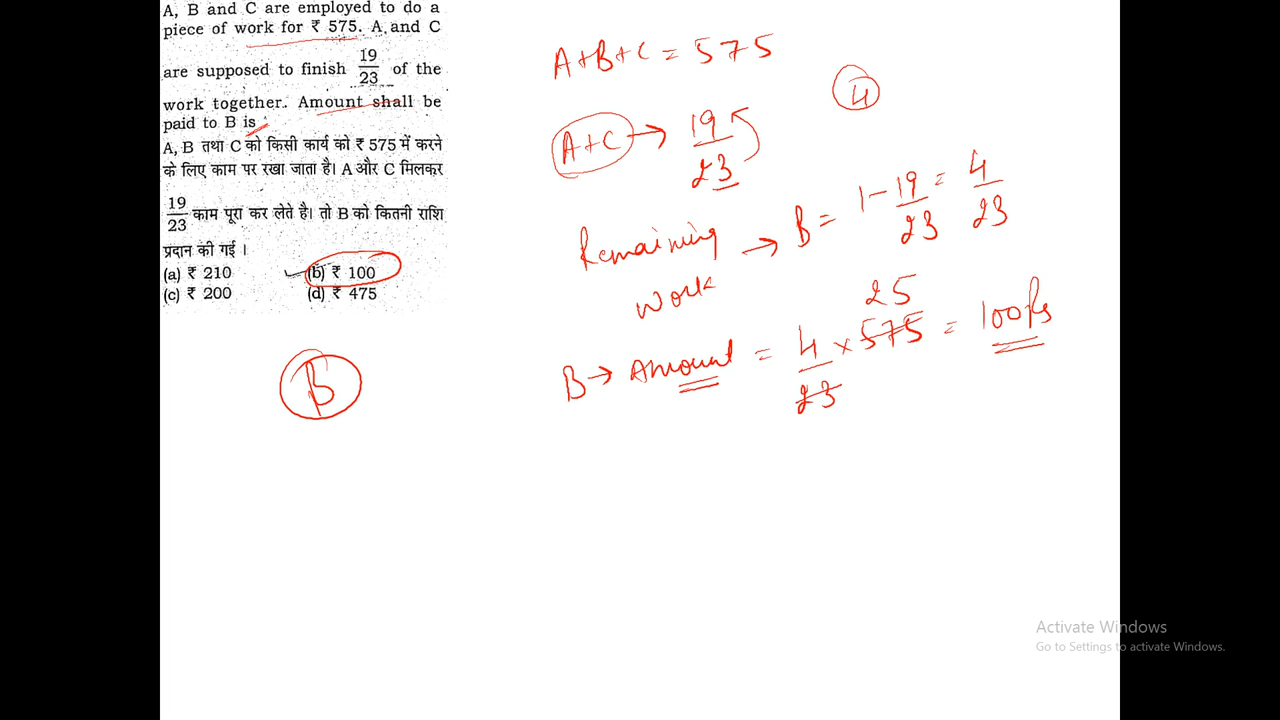 A, B and C are employed to do a
piece of work for ₹ 575. A and C
are supposed to finish 19/23 of the
work together. Amount shall be
paid to B is
A, B तथा C को किसी कार्य को ₹ 575 में करने
के लिए काम पर रखा जाता है। A और C मिलकर
19/23 काम पूरा कर लेते है। तो B को कितनी राशि
प्रदान की गई ।
(a) ₹ 210 (b) ₹ 100
(c) ₹ 200 (d) ₹ 475
B
A+B+C = 575
4
A+C → 19/23
Remaining work → B = 1 - 19/23 = 4/23
25
B → Amount = 4/23 × 575 = 100 Rs
Activate Windows
Go to Settings to activate Windows.